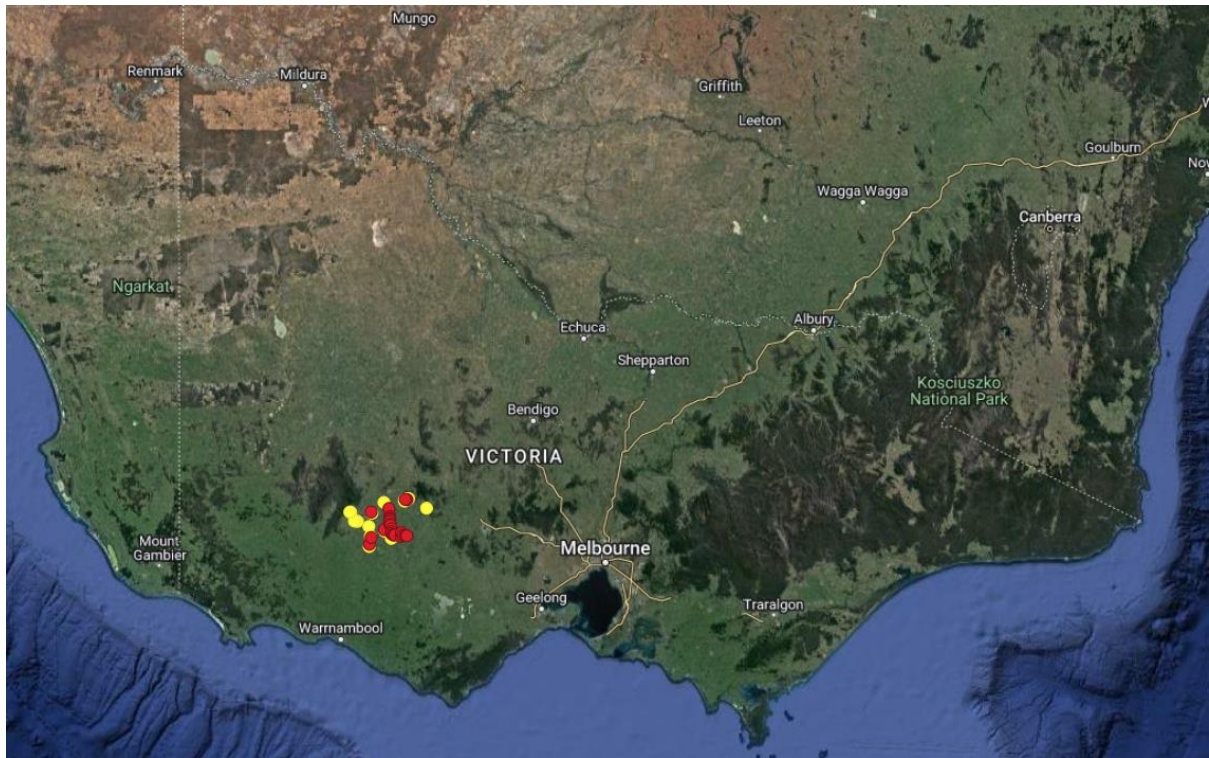 Mungo
Renmark
Mildura
Griffith
Leeton
Goulburn
Now
Wagga Wagga
Canberra
Ngarkat
Echuca
Albury
Shepparton
Kosciuszko
National Park
Bendigo
VICTORIA
Mount
Gambier
Melbourne
Geelong
Traralgon
Warrnambool